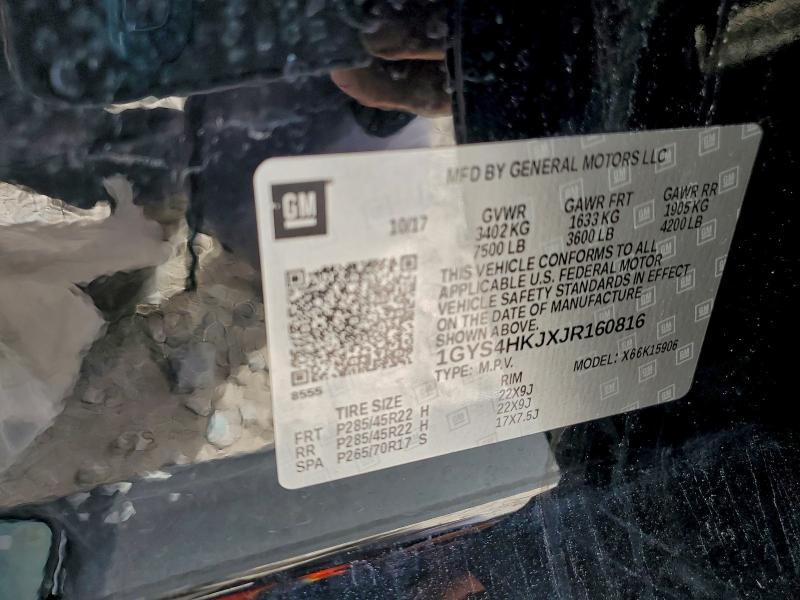 MFD BY GENERAL MOTORS LLC
GM
10/17
GVWR GAWR FRT GAWR RR
3402 KG 1633 KG 1905 KG
7500 LB 3600 LB 4200 LB
THIS VEHICLE CONFORMS TO ALL
APPLICABLE U.S. FEDERAL MOTOR
VEHICLE SAFETY STANDARDS IN EFFECT
ON THE DATE OF MANUFACTURE
SHOWN ABOVE.
1GYS4HKJXJR160816
TYPE: M.P.V. MODEL: X66K15906
8555
TIRE SIZE RIM
FRT P285/45R22 H 22X9J
RR P285/45R22 H 22X9J
SPA P265/70R17 S 17X7.5J